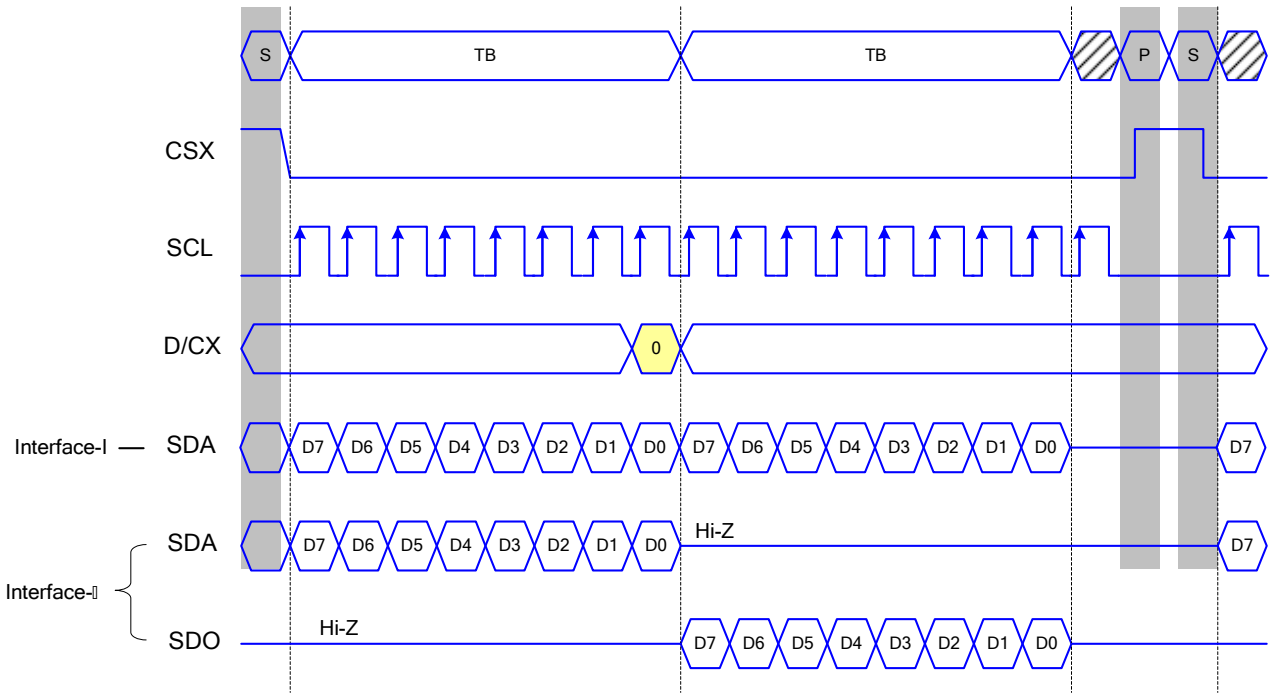 S TB TB P S
CSX
SCL
D/CX 0
Interface-I SDA D7 D6 D5 D4 D3 D2 D1 D0 D7 D6 D5 D4 D3 D2 D1 D0 D7
SDA D7 D6 D5 D4 D3 D2 D1 D0 Hi-Z D7
Interface-
SDO Hi-Z D7 D6 D5 D4 D3 D2 D1 D0